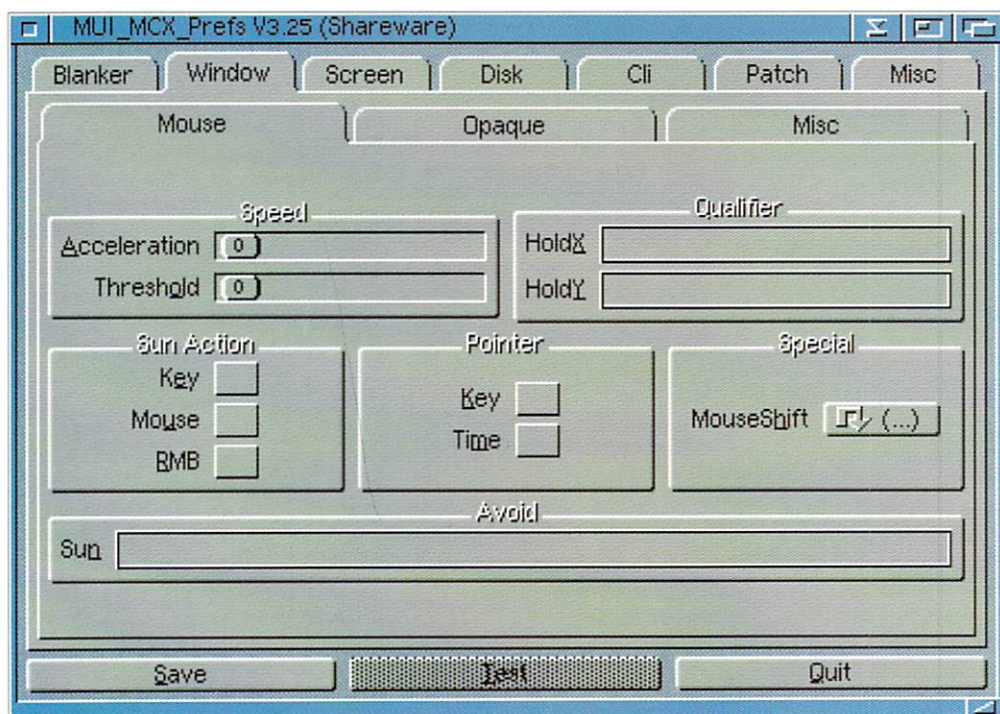 MUI_MCX_Prefs V3.25 (Shareware)
Blanker Window Screen Disk Cli Patch Misc
Mouse Opaque Misc
Speed
Acceleration 0
Threshold 0
Qualifier
HoldX
HoldY
Sun Action
Key
Mouse
RMB
Pointer
Key
Time
Special
MouseShift (...)
Avoid
Sun
Save Test Quit